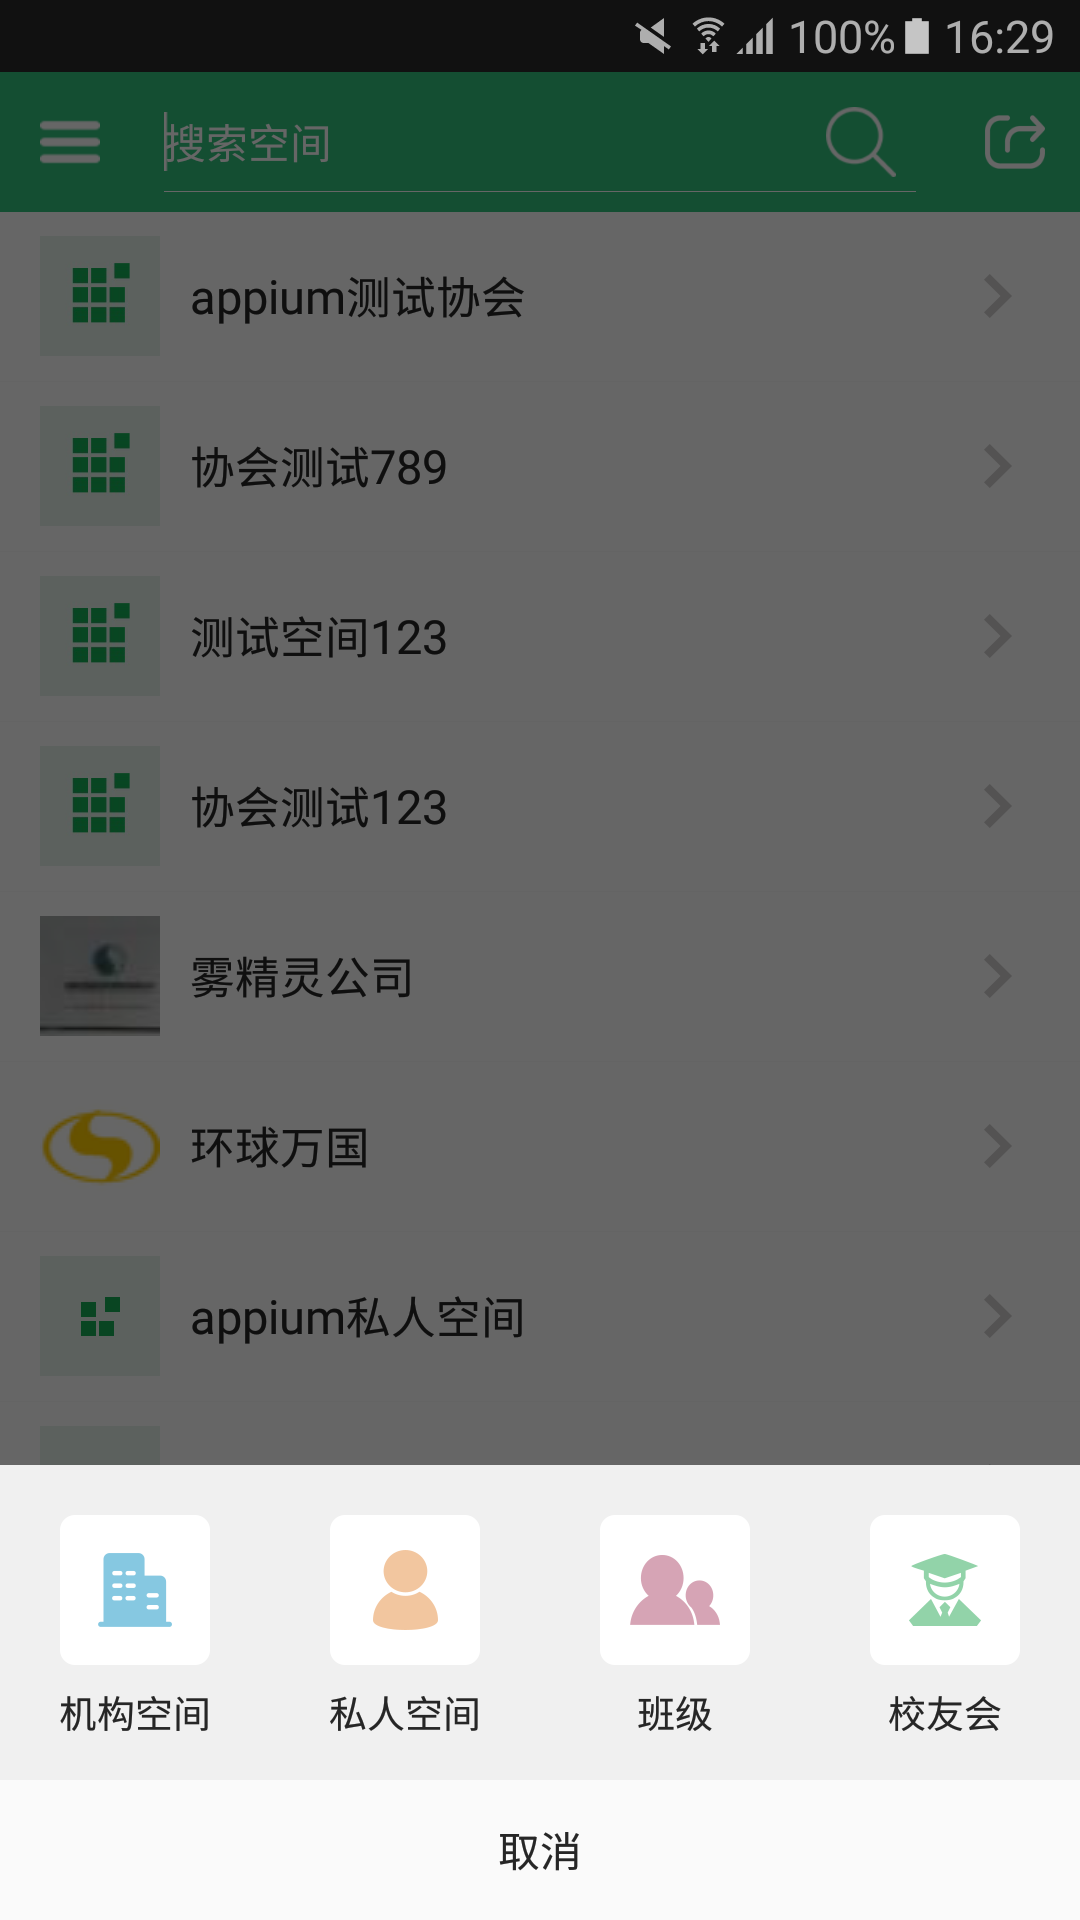 100% 16:29
搜索空间
appium测试协会
协会测试789
测试空间123
协会测试123
雾精灵公司
环球万国
appium私人空间
机构空间 私人空间 班级 校友会
取消